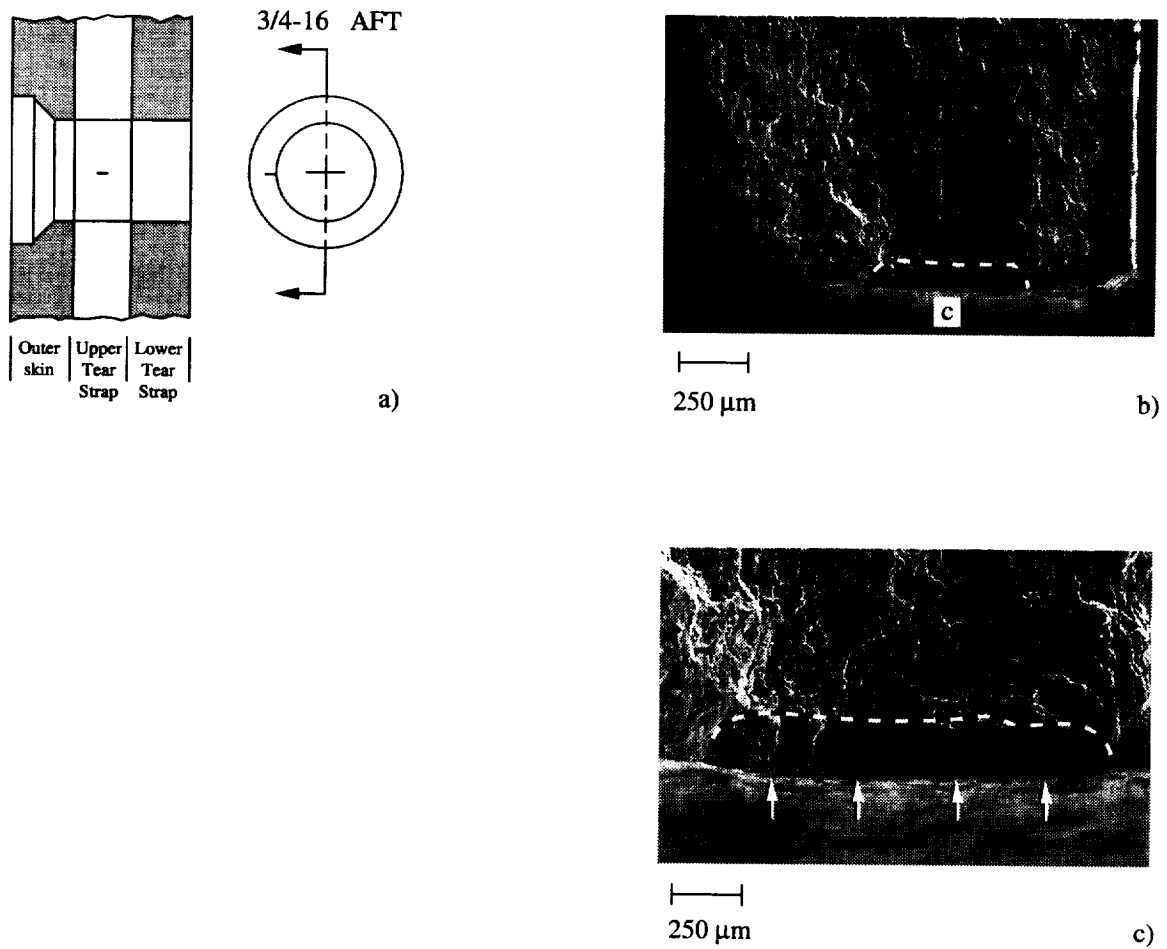 3/4-16 AFT
Outer skin
Upper Tear Strap
Lower Tear Strap
a)
c
250 μm
b)
250 μm
c)